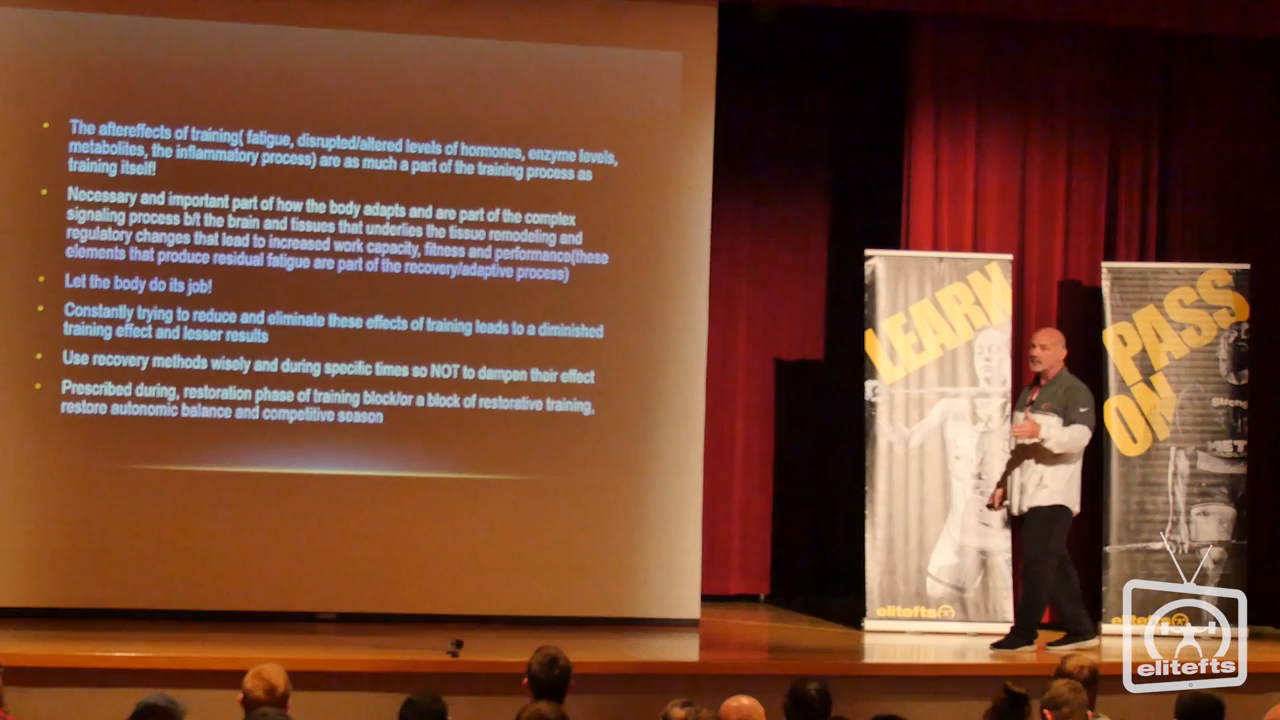 The aftereffects of training( fatigue, disrupted/altered levels of hormones, enzyme levels,
metabolites, the inflammatory process) are as much a part of the training process as
training itself!
Necessary and important part of how the body adapts and are part of the complex
signaling process b/t the brain and tissues that underlies the tissue remodeling and
regulatory changes that lead to increased work capacity, fitness and performance(these
elements that produce residual fatigue are part of the recovery/adaptive process)
Let the body do its job!
Constantly trying to reduce and eliminate these effects of training leads to a diminished
training effect and lesser results
Use recovery methods wisely and during specific times so NOT to dampen their effect
Prescribed during, restoration phase of training block/or a block of restorative training,
restore autonomic balance and competitive season
LEARN
elitefts
PASS
ON
elitefts
elitefts